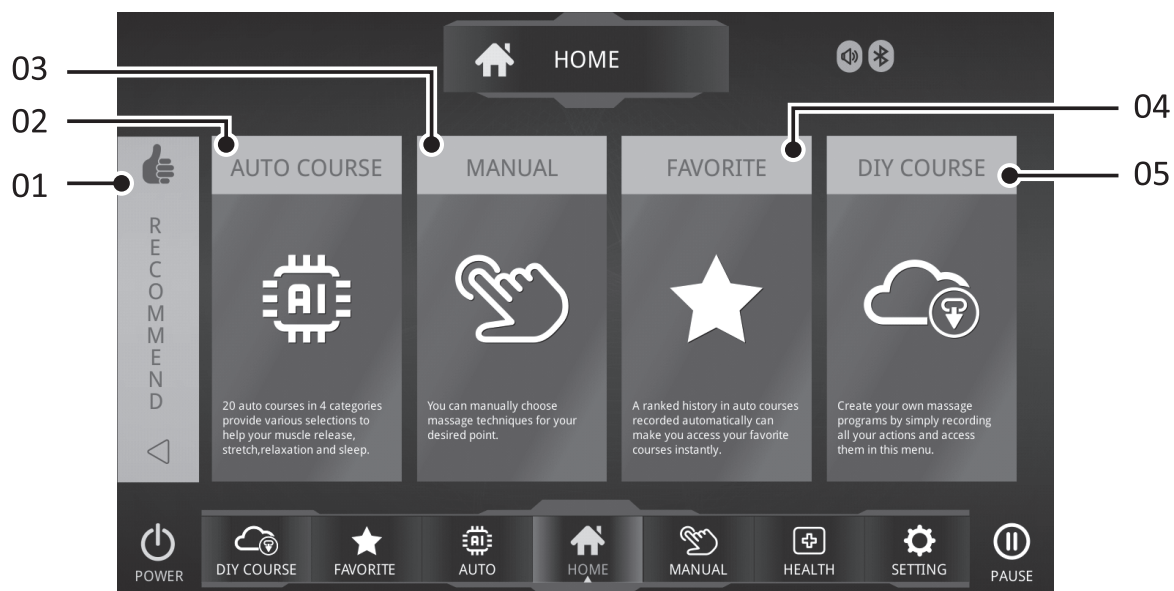 HOME
03
02
01
04
05
AUTO COURSE
MANUAL
FAVORITE
DIY COURSE
R
E
C
O
M
M
E
N
D
AI
20 auto courses in 4 categories
provide various selections to
help your muscle release,
stretch,relaxation and sleep.
You can manually choose
massage techniques for your
desired point.
A ranked history in auto courses
recorded automatically can
make you access your favorite
courses instantly.
Create your own massage
programs by simply recording
all your actions and access
them in this menu.
POWER
DIY COURSE
FAVORITE
AI
AUTO
HOME
MANUAL
HEALTH
SETTING
PAUSE